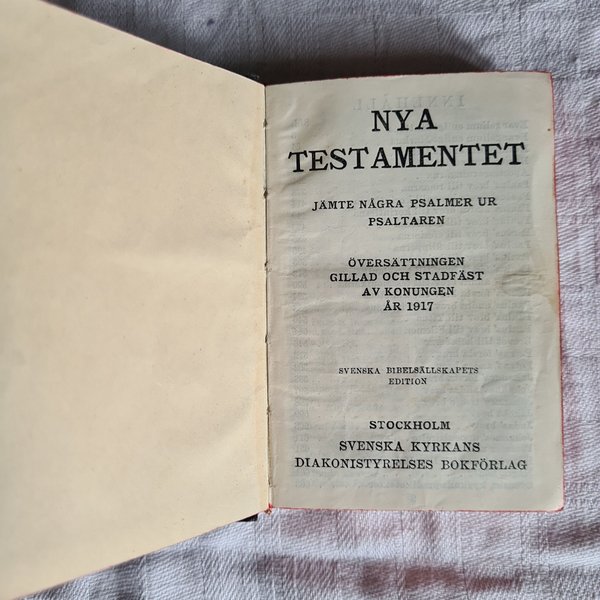 NYA
TESTAMENTET
JÄMTE NÅGRA PSALMER UR
PSALTAREN
ÖVERSÄTTNINGEN
GILLAD OCH STADFÄST
AV KONUNGEN
ÅR 1917
SVENSKA BIBELSÄLLSKAPETS
EDITION
STOCKHOLM
SVENSKA KYRKANS
DIAKONISTYRELSES BOKFÖRLAG